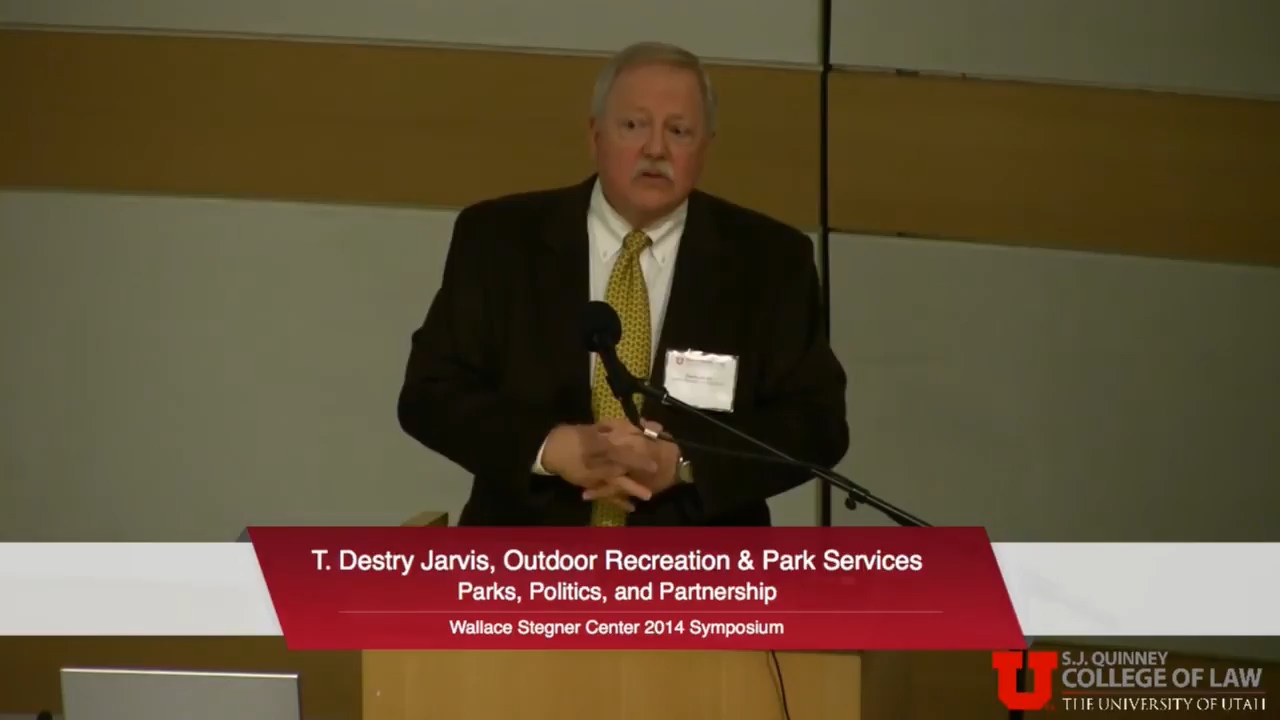 T. Destry Jarvis, Outdoor Recreation & Park Services
Parks, Politics, and Partnership
Wallace Stegner Center 2014 Symposium
S.J. QUINNEY
COLLEGE OF LAW
THE UNIVERSITY OF UTAH